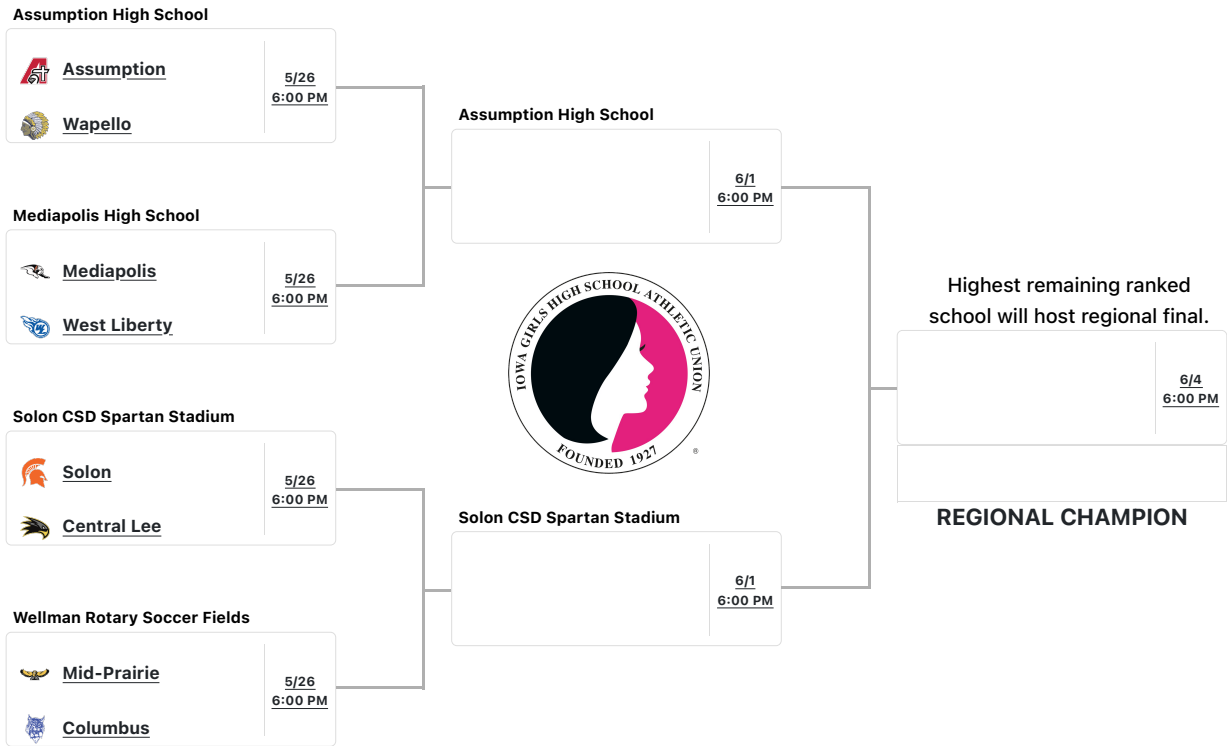 Assumption High School
Assumption
5/26
6:00 PM
Wapello
Mediapolis High School
Mediapolis
5/26
6:00 PM
West Liberty
Solon CSD Spartan Stadium
Solon
5/26
6:00 PM
Central Lee
Wellman Rotary Soccer Fields
Mid-Prairie
5/26
6:00 PM
Columbus
Assumption High School
6/1
6:00 PM
IOWA GIRLS HIGH SCHOOL ATHLETIC UNION
FOUNDED 1927
®
Solon CSD Spartan Stadium
6/1
6:00 PM
Highest remaining ranked
school will host regional final.
6/4
6:00 PM
REGIONAL CHAMPION